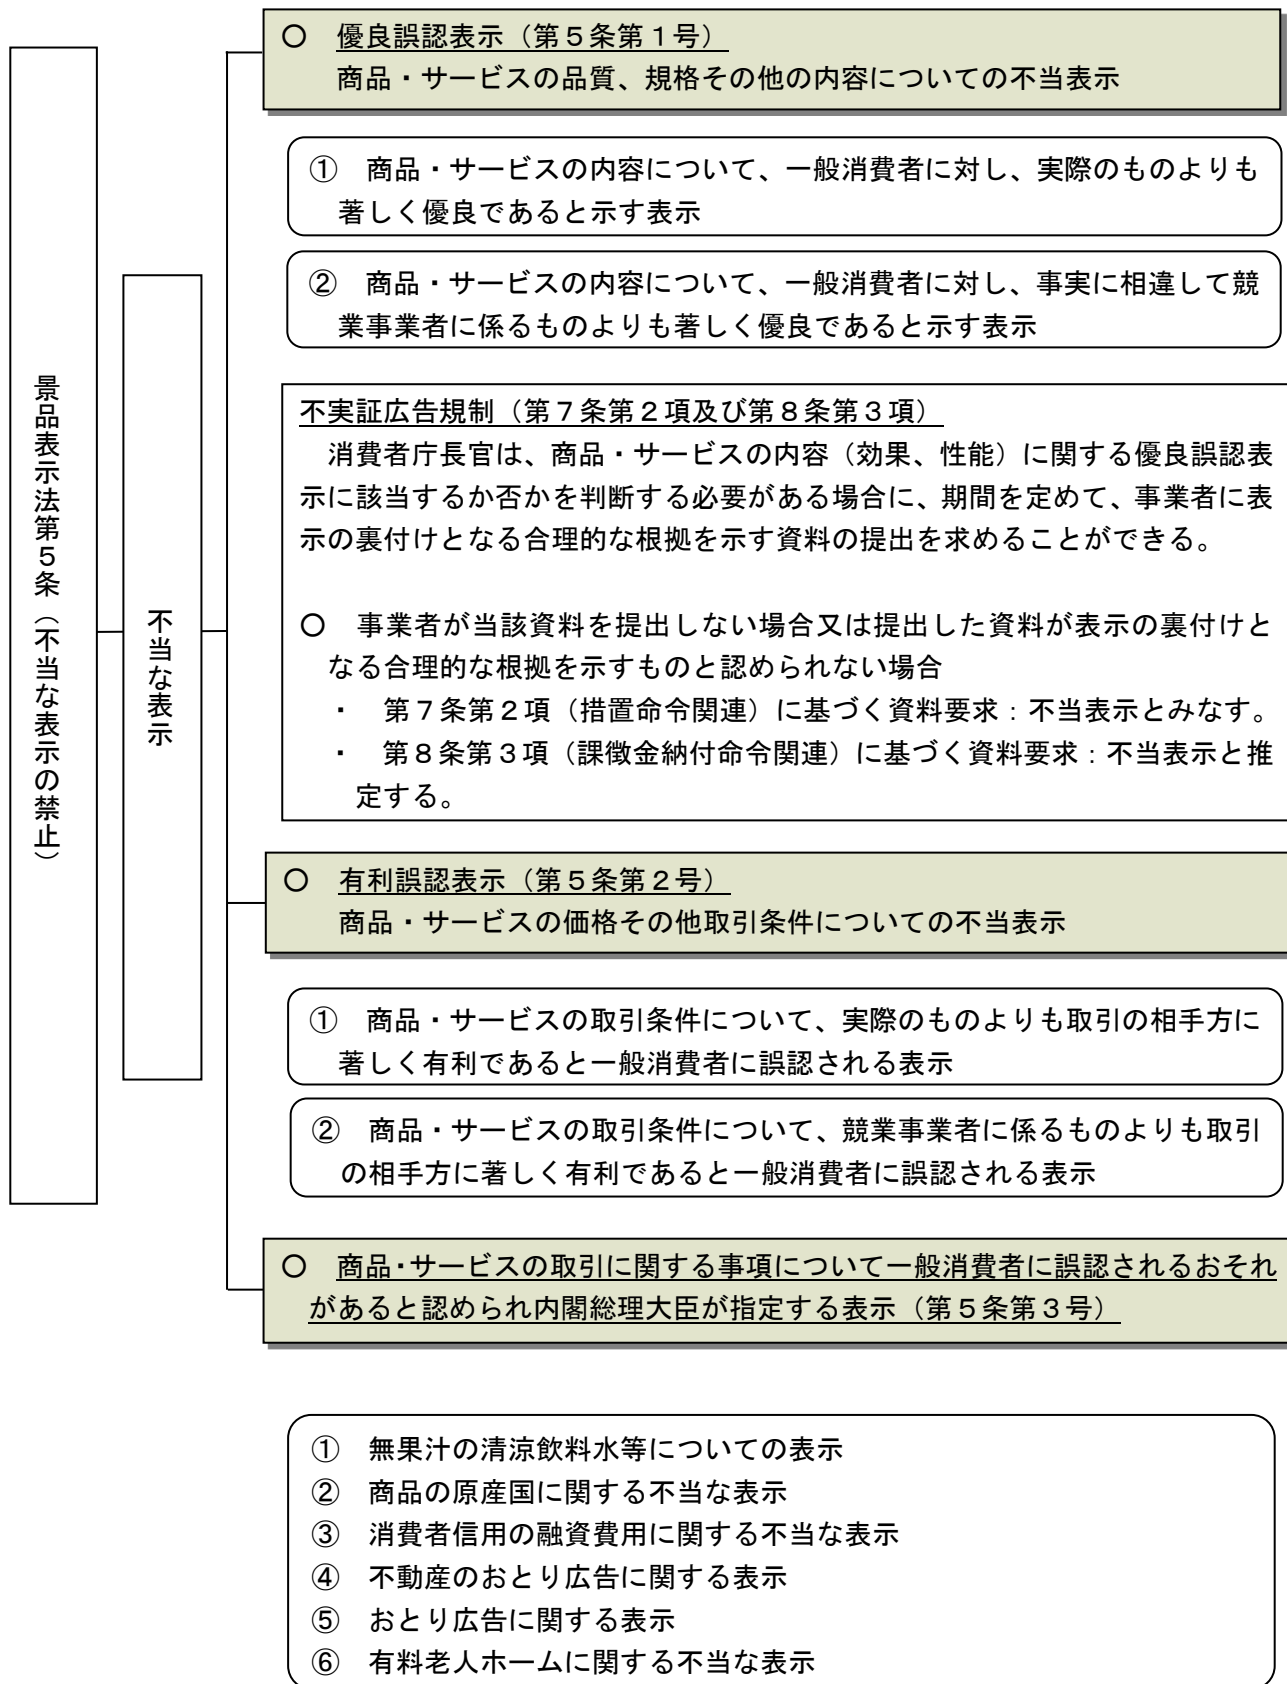 景品表示法第５条（不当な表示の禁止）
不当な表示
○　優良誤認表示（第５条第１号）
商品・サービスの品質、規格その他の内容についての不当表示
①　商品・サービスの内容について、一般消費者に対し、実際のものよりも
著しく優良であると示す表示
②　商品・サービスの内容について、一般消費者に対し、事実に相違して競
業事業者に係るものよりも著しく優良であると示す表示
不実証広告規制（第７条第２項及び第８条第３項）
消費者庁長官は、商品・サービスの内容（効果、性能）に関する優良誤認表
示に該当するか否かを判断する必要がある場合に、期間を定めて、事業者に表
示の裏付けとなる合理的な根拠を示す資料の提出を求めることができる。
○　事業者が当該資料を提出しない場合又は提出した資料が表示の裏付けと
なる合理的な根拠を示すものと認められない場合
・　第７条第２項（措置命令関連）に基づく資料要求：不当表示とみなす。
・　第８条第３項（課徴金納付命令関連）に基づく資料要求：不当表示と推
定する。
○　有利誤認表示（第５条第２号）
商品・サービスの価格その他取引条件についての不当表示
①　商品・サービスの取引条件について、実際のものよりも取引の相手方に
著しく有利であると一般消費者に誤認される表示
②　商品・サービスの取引条件について、競業事業者に係るものよりも取引
の相手方に著しく有利であると一般消費者に誤認される表示
○　商品・サービスの取引に関する事項について一般消費者に誤認されるおそれ
があると認められ内閣総理大臣が指定する表示（第５条第３号）
①　無果汁の清涼飲料水等についての表示
②　商品の原産国に関する不当な表示
③　消費者信用の融資費用に関する不当な表示
④　不動産のおとり広告に関する表示
⑤　おとり広告に関する表示
⑥　有料老人ホームに関する不当な表示